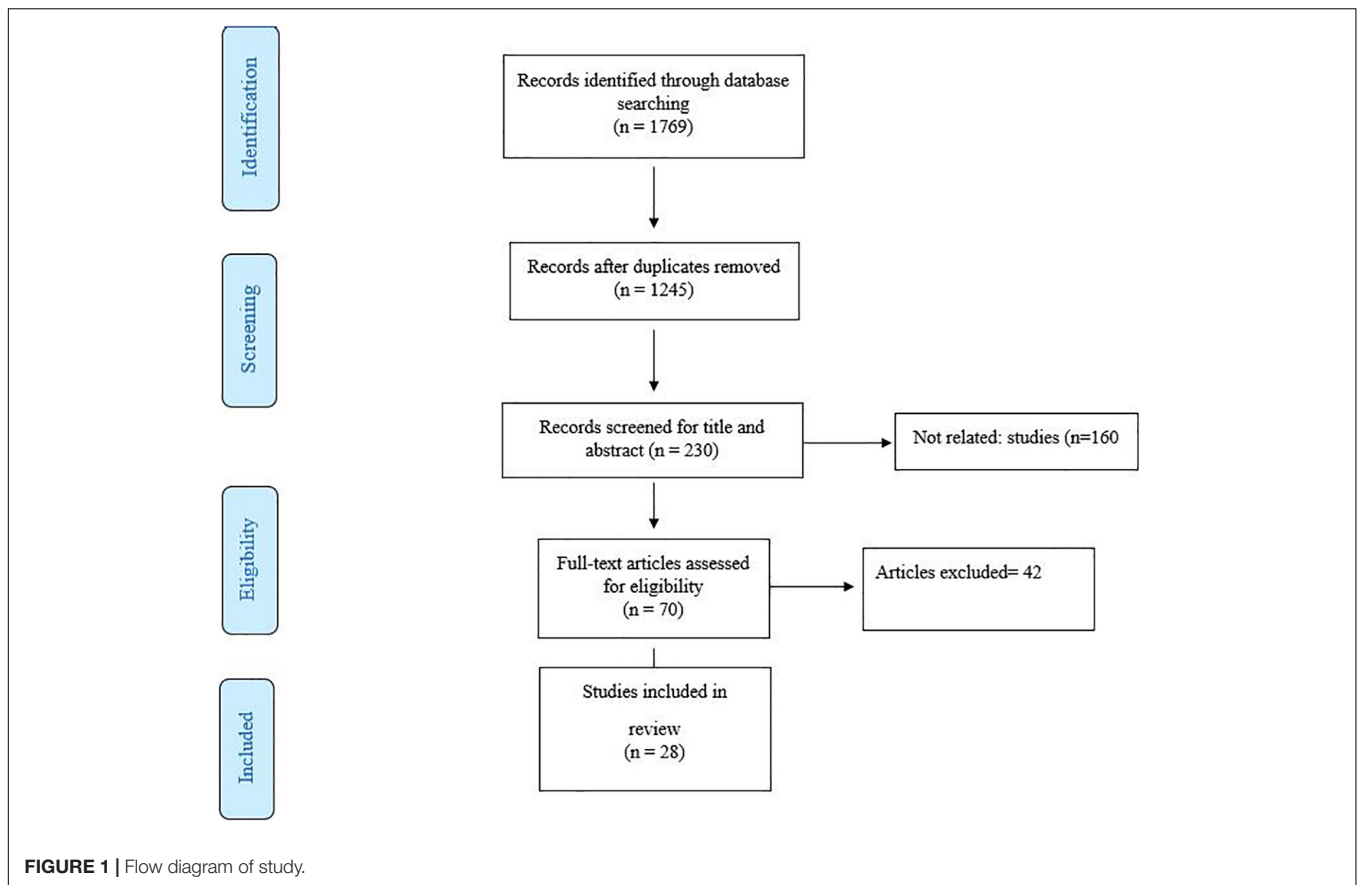 Identification
Records identified through database
searching
(n = 1769)
Screening
Records after duplicates removed
(n = 1245)
Records screened for title and
abstract (n = 230)
Not related: studies (n=160
Eligibility
Full-text articles assessed
for eligibility
(n = 70)
Articles excluded= 42
Included
Studies included in
review
(n = 28)
FIGURE 1 | Flow diagram of study.